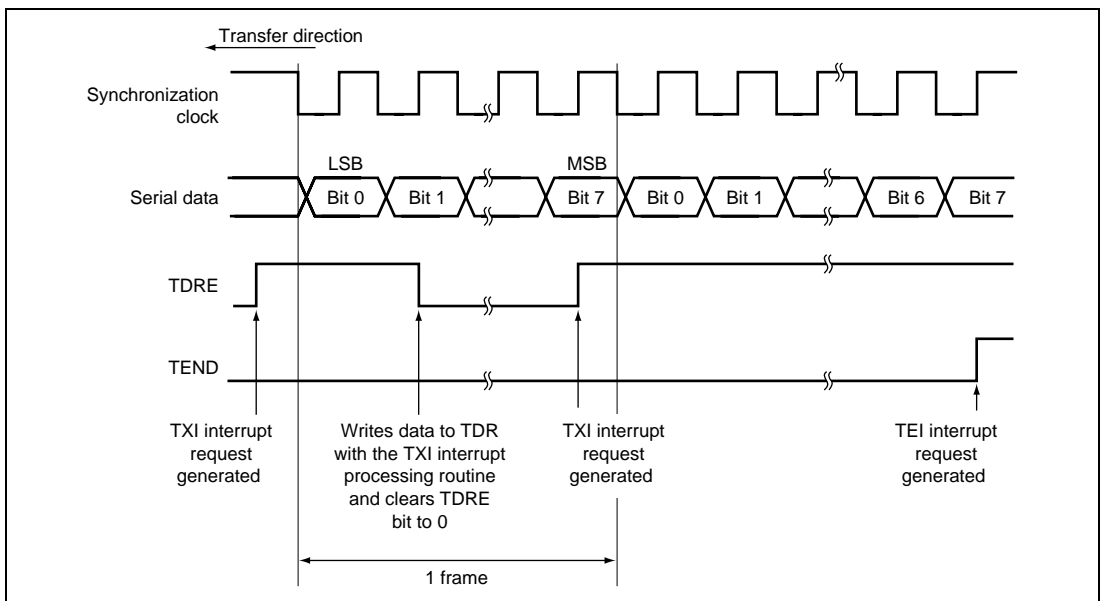 Transfer direction
Synchronization
clock
LSB
MSB
Serial data
Bit 0
Bit 1
Bit 7
Bit 0
Bit 1
Bit 6
Bit 7
TDRE
TEND
TXI interrupt
request
generated
Writes data to TDR
with the TXI interrupt
processing routine
and clears TDRE
bit to 0
TXI interrupt
request
generated
TEI interrupt
request
generated
1 frame